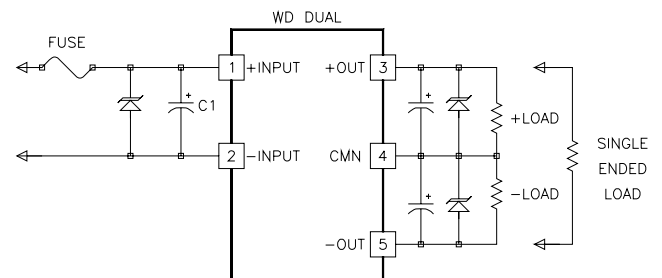 WD DUAL
FUSE
1 +INPUT
+OUT 3
+
C1
+
+LOAD
2 -INPUT
CMN 4
SINGLE
ENDED
LOAD
+
-LOAD
-OUT 5